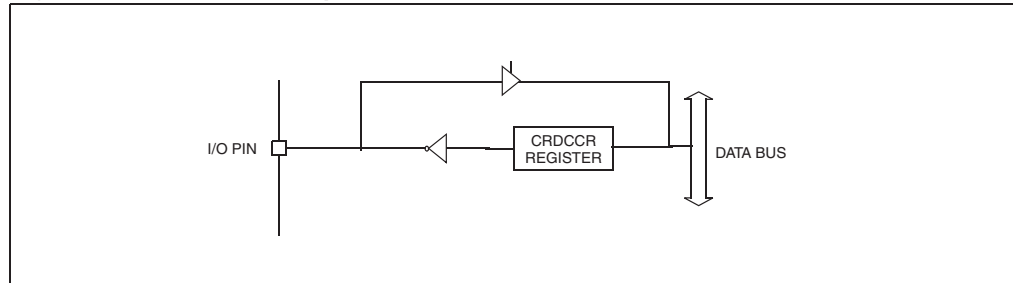 I/O PIN
CRDCCR
REGISTER
DATA BUS